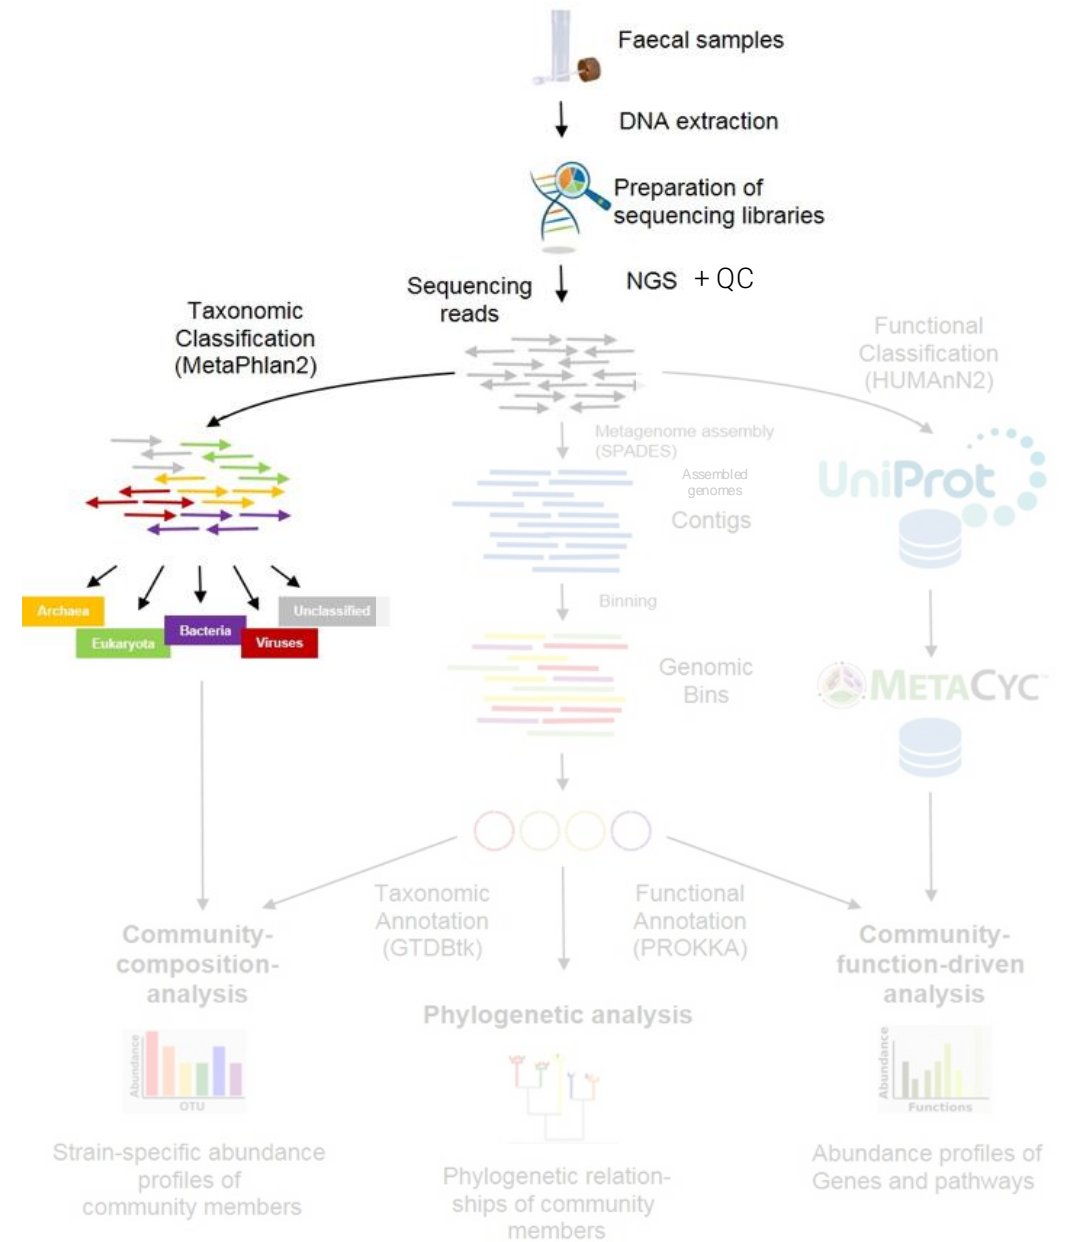 Faecal samples
DNA extraction
Preparation of
sequencing libraries
NGS + QC
Sequencing
reads
Taxonomic
Classification
(MetaPhlan2)
Functional
Classification
(HUMAnN2)
Metagenome assembly
(SPADES)
Assembled
genomes
Contigs
UniProt
Binning
Archaea
Eukaryota
Bacteria
Viruses
Unclassified
Genomic
Bins
METACYC
Taxonomic
Annotation
(GTDBtk)
Functional
Annotation
(PROKKA)
Community-
composition-
analysis
Phylogenetic analysis
Community-
function-driven
analysis
Abundance
OTU
Abundance
Functions
Strain-specific abundance
profiles of
community members
Phylogenetic relation-
ships of community
members
Abundance profiles of
Genes and pathways